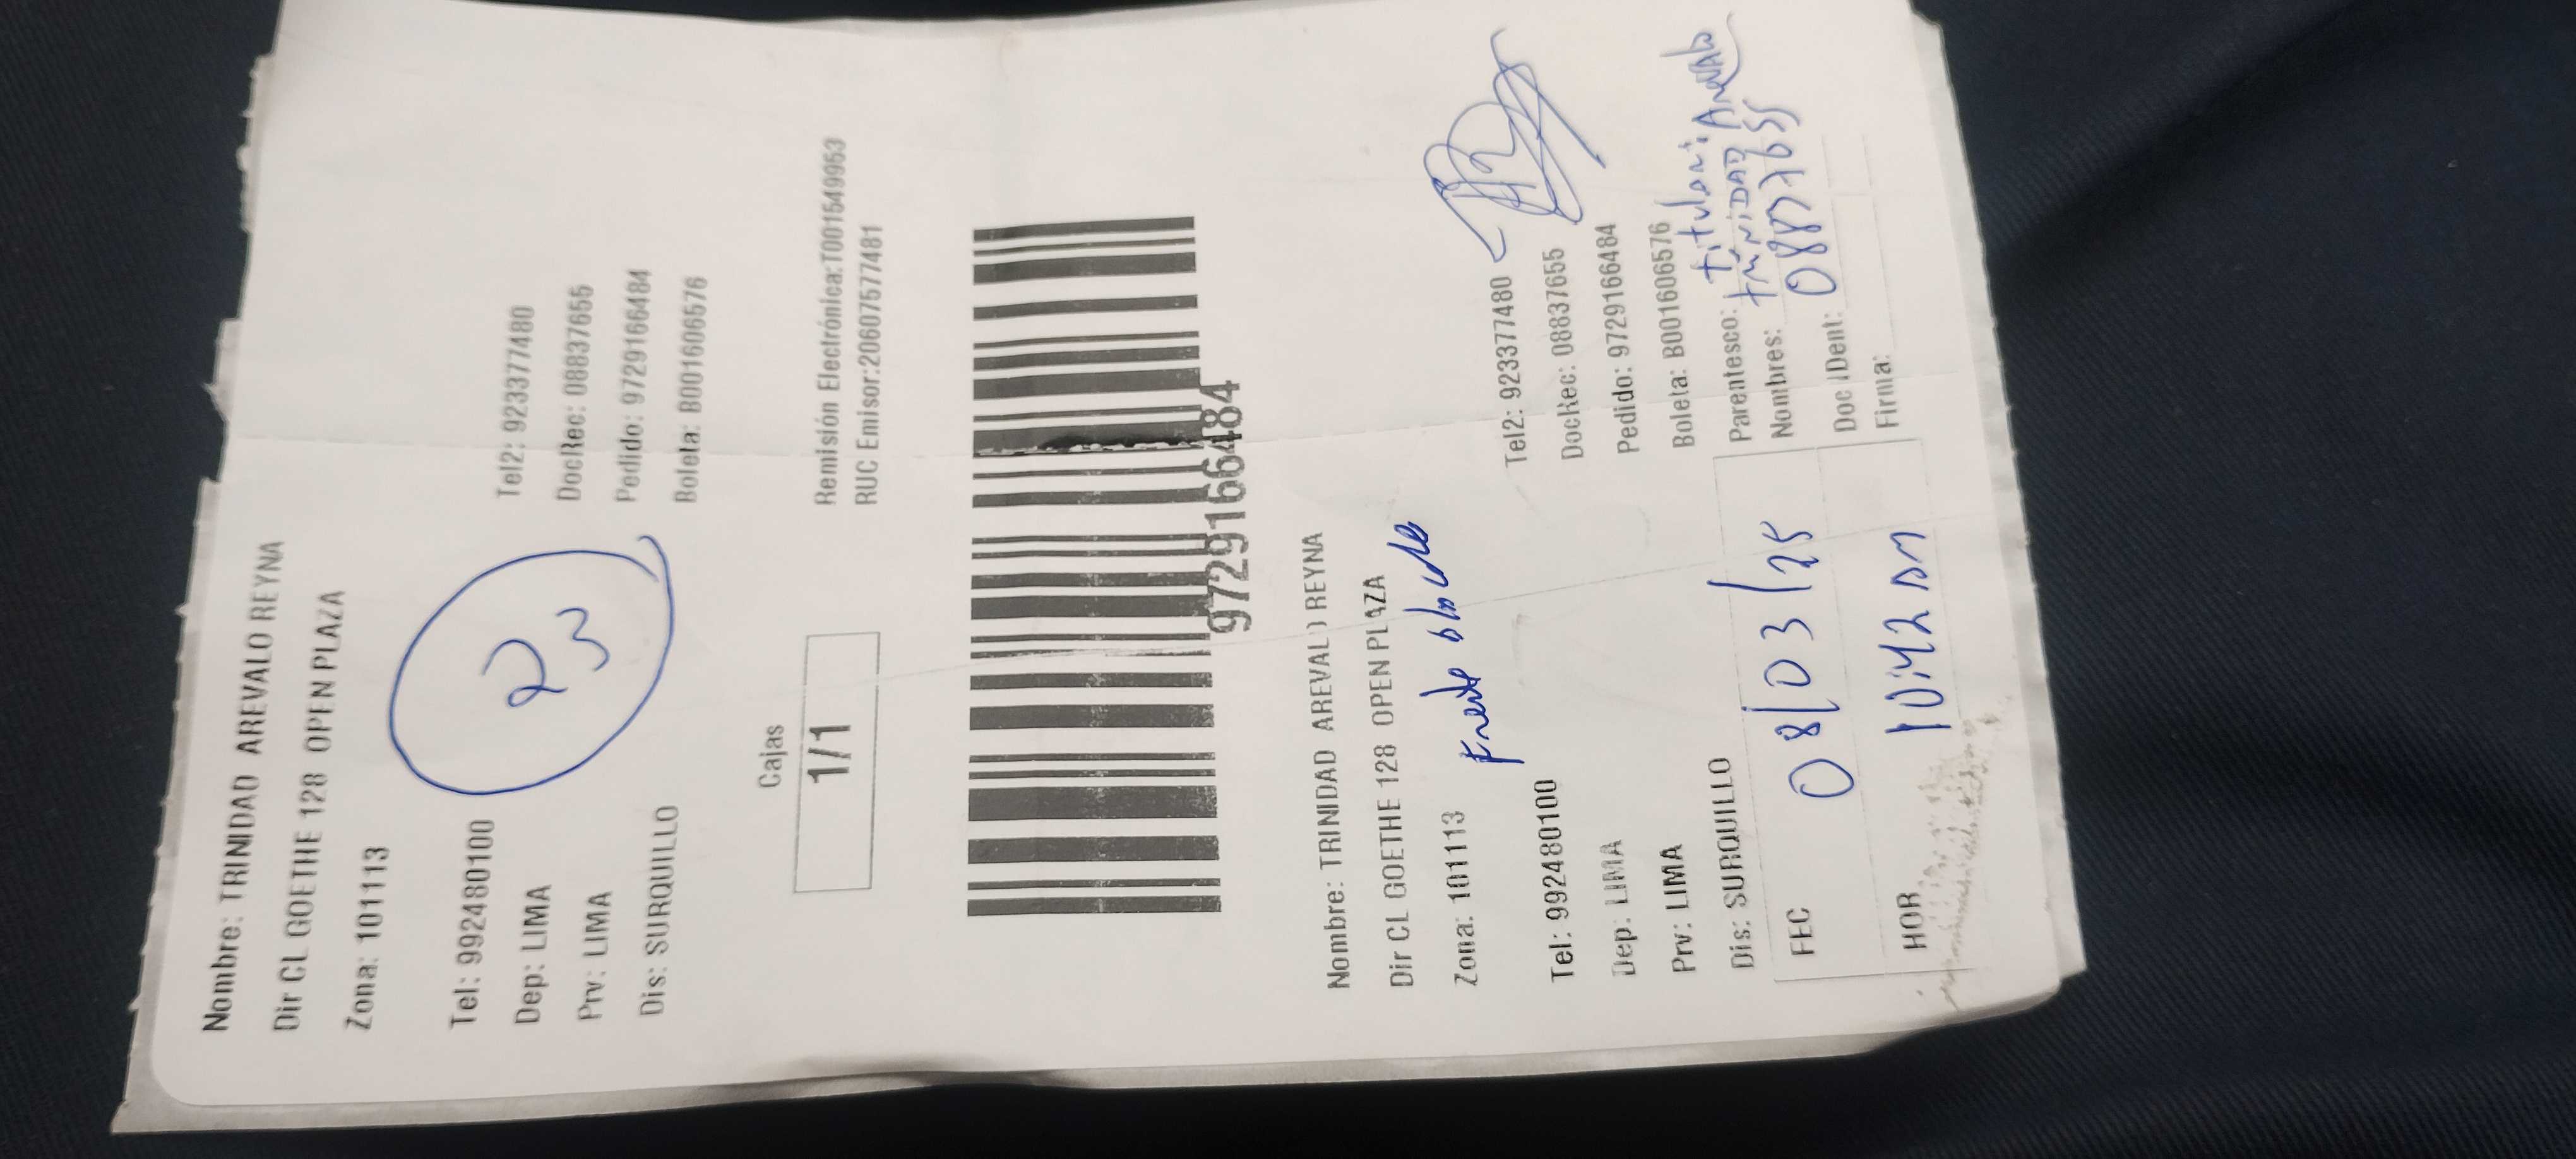 Nombre: TRINIDAD AREVALO REYNA
Dir CL GOETHE 128 OPEN PLAZA
Zona: 101113
23
Tel: 992480100 Tel2: 923377480
Dep: LIMA DocRec: 08837655
Prv: LIMA Pedido: 97291664 84
Dis: SURQUILLO Boleta: B001606576
Cajas
1/1
Remisión Electrónica:T001549953
RUC Emisor:20607577481
9729166484
Nombre: TRINIDAD AREVALO REYNA
Dir CL GOETHE 128 OPEN PLAZA
Zona: 101113
Frente
Tel: 992480100 Tel2: 923377480
Dep: LIMA DocRec: 08837655
Prv: LIMA Pedido: 9729166484
Dis: SURQUILLO Boleta: B001606576
FEC 08/03/25
HOR 10:42 am
Parentesco: Titular:
Nombres: Trinidad Arevalo
Doc IDent: 08837655
Firma: